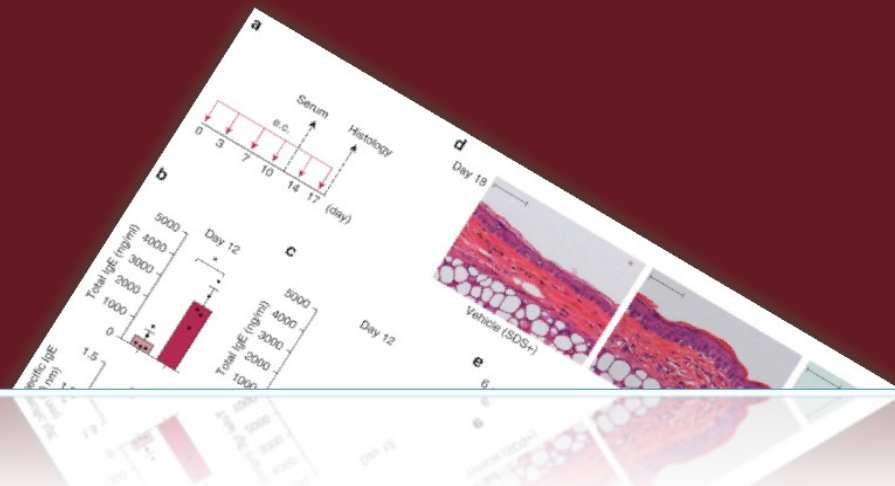 a
Serum
e.c.
Histology
0 3 7 10 14 17 (day)
b
Total IgE (ng/ml)
5000
4000
3000
2000
1000
0
Day 12
*
1.5
c
Total IgE (ng/ml)
5000
4000
3000
2000
1000
Day 12
d
Day 18
Vehicle (SDS+)
e
6